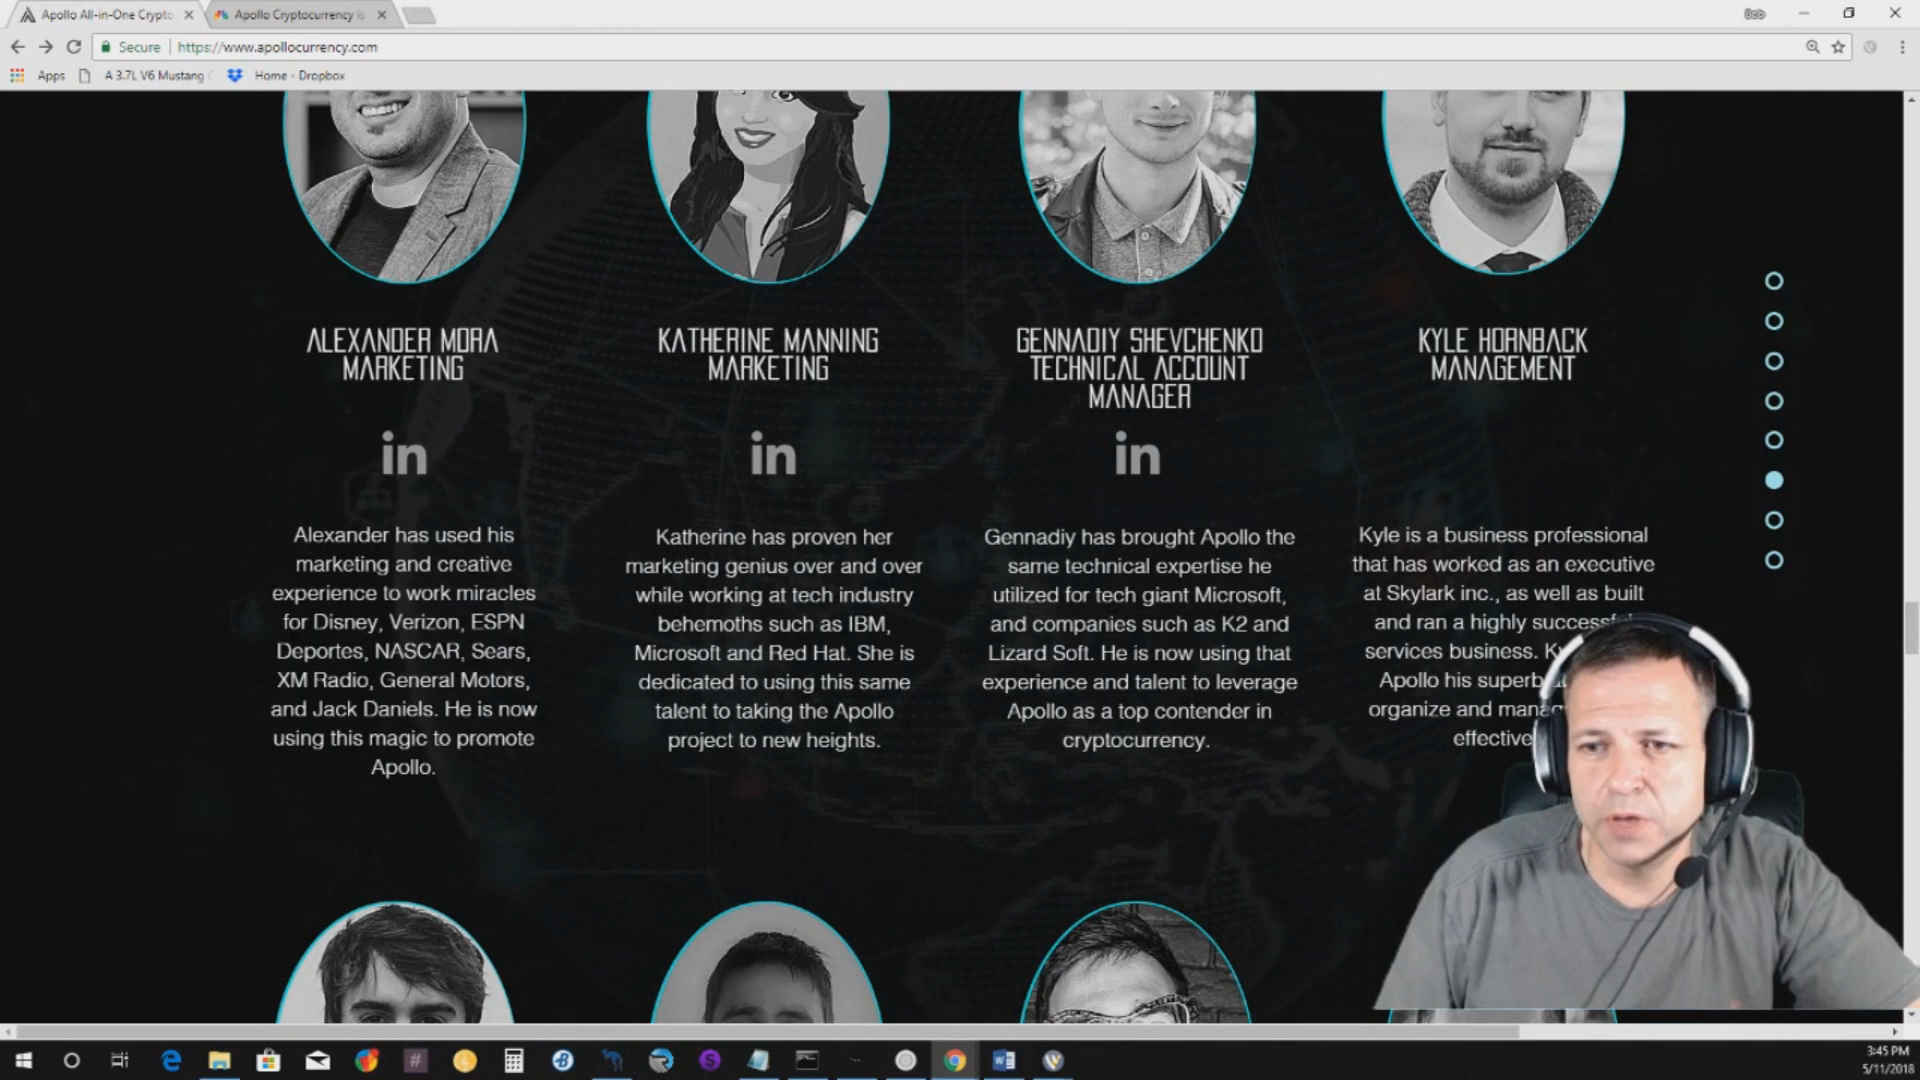 Apollo All-in-One Crypto
Apollo Cryptocurrency is
Bob
Secure
https://www.apollocurrency.com
Apps
A 3.7L V6 Mustang
Home - Dropbox
ALEXANDER MORA
MARKETING
in
Alexander has used his
marketing and creative
experience to work miracles
for Disney, Verizon, ESPN
Deportes, NASCAR, Sears,
XM Radio, General Motors,
and Jack Daniels. He is now
using this magic to promote
Apollo.
KATHERINE MANNING
MARKETING
in
Katherine has proven her
marketing genius over and over
while working at tech industry
behemoths such as IBM,
Microsoft and Red Hat. She is
dedicated to using this same
talent to taking the Apollo
project to new heights.
GENNADIY SHEVCHENKO
TECHNICAL ACCOUNT
MANAGER
in
Gennadiy has brought Apollo the
same technical expertise he
utilized for tech giant Microsoft,
and companies such as K2 and
Lizard Soft. He is now using that
experience and talent to leverage
Apollo as a top contender in
cryptocurrency.
KYLE HORNBACK
MANAGEMENT
Kyle is a business professional
that has worked as an executive
at Skylark inc., as well as built
and ran a highly successful
services business.
Apollo his superb
organize and
effective
3:45 PM
5/11/2018